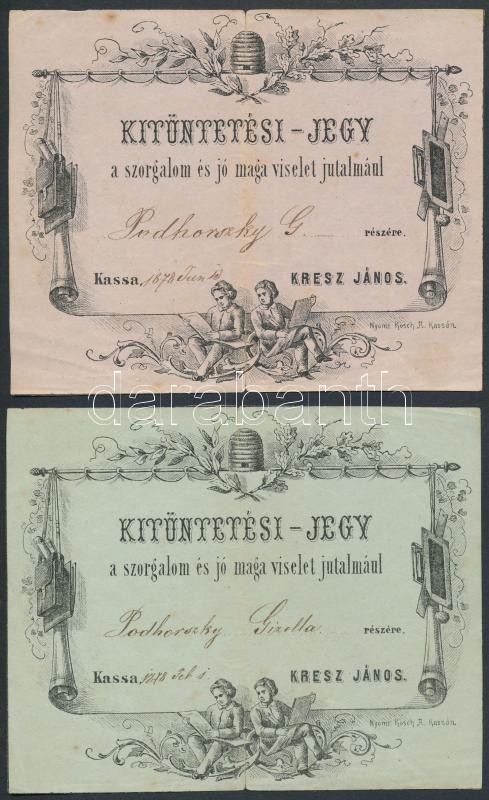 KITÜNTETÉSI – JEGY
a szorgalom és jó maga viselet jutalmául
Podhorszky G. részére.
Kassa, 1878 Jun KRESZ JÁNOS.
Nyomt. Kosch A. Kassán.
darabanth
KITÜNTETÉSI – JEGY
a szorgalom és jó maga viselet jutalmául
Podhorszky Gizella részére.
Kassa, 1878 Feb 1. KRESZ JÁNOS.
Nyomt. Kosch A. Kassán.